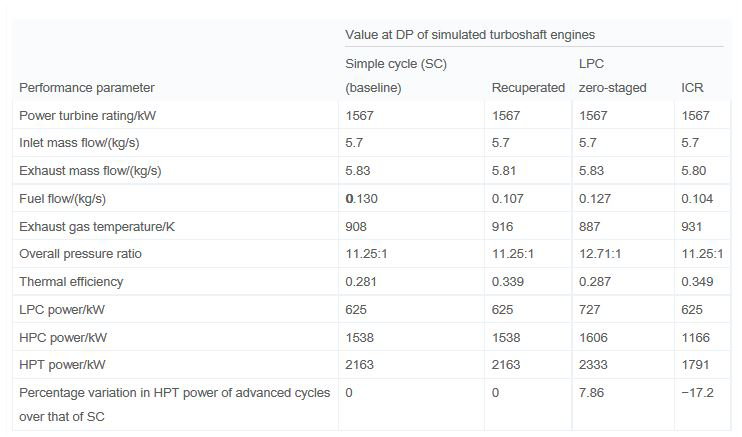 Value at DP of simulated turboshaft engines
Simple cycle (SC) LPC
Performance parameter (baseline) Recuperated zero-staged ICR
Power turbine rating/kW 1567 1567 1567 1567
Inlet mass flow/(kg/s) 5.7 5.7 5.7 5.7
Exhaust mass flow/(kg/s) 5.83 5.81 5.83 5.80
Fuel flow/(kg/s) 0.130 0.107 0.127 0.104
Exhaust gas temperature/K 908 916 887 931
Overall pressure ratio 11.25:1 11.25:1 12.71:1 11.25:1
Thermal efficiency 0.281 0.339 0.287 0.349
LPC power/kW 625 625 727 625
HPC power/kW 1538 1538 1606 1166
HPT power/kW 2163 2163 2333 1791
Percentage variation in HPT power of advanced cycles 0 0 7.86 −17.2
over that of SC